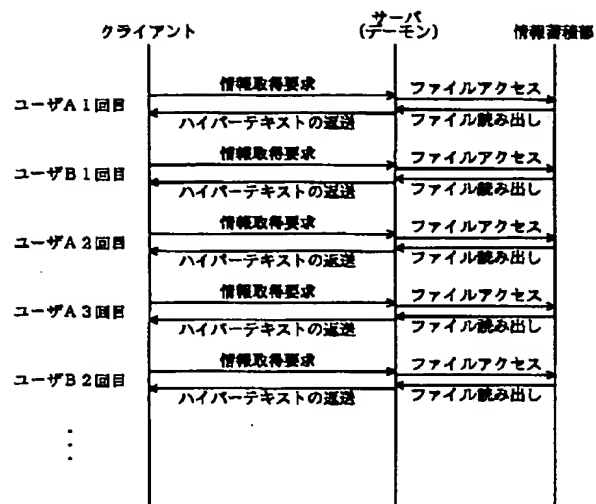 クライアント
サーバ
(デーモン)
情報蓄積部
情報取得要求
ファイルアクセス
ユーザA1回目
ハイパーテキストの返送
ファイル読み出し
情報取得要求
ファイルアクセス
ユーザB1回目
ハイパーテキストの返送
ファイル読み出し
情報取得要求
ファイルアクセス
ユーザA2回目
ハイパーテキストの返送
ファイル読み出し
情報取得要求
ファイルアクセス
ユーザA3回目
ハイパーテキストの返送
ファイル読み出し
情報取得要求
ファイルアクセス
ユーザB2回目
ハイパーテキストの返送
ファイル読み出し